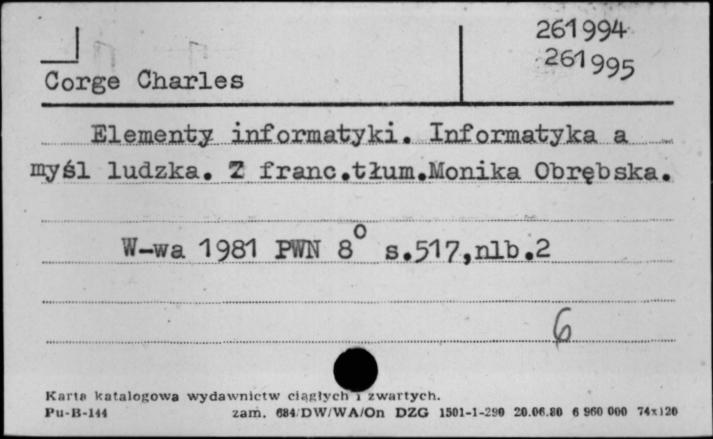 261994
261995
Corge Charles
Elementy informatyki. Informatyka a
myśl ludzka. Z franc.tłum.Monika Obrębska.
W-wa 1981 PWN 8° s.517,nlb.2
6
Karta katalogowa wydawnictw ciągłych i zwartych.
Pu-B-144 zam. 684/DW/WA/On DZG 1501-1-290 20.06.80 6 960 000 74x120